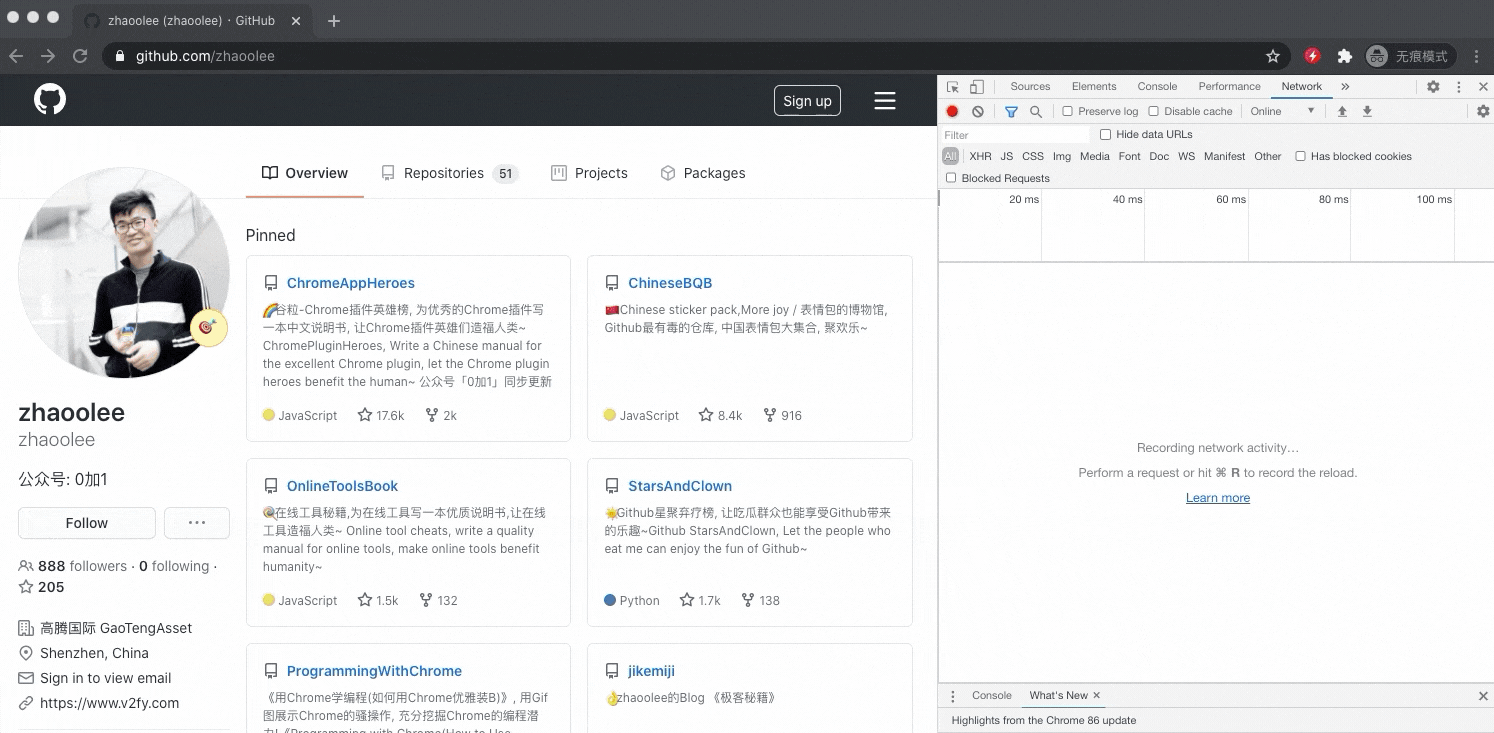 zhaoolee (zhaoolee) · GitHub
github.com/zhaoolee
无痕模式
Sign up
Overview
Repositories 51
Projects
Packages
zhaoolee
zhaoolee
公众号: 0加1
Follow
888 followers · 0 following ·
205
高腾国际 GaoTengAsset
Shenzhen, China
Sign in to view email
https://www.v2fy.com
Pinned
ChromeAppHeroes
谷粒-Chrome插件英雄榜, 为优秀的Chrome插件写
一本中文说明书, 让Chrome插件英雄们造福人类~
ChromePluginHeroes, Write a Chinese manual for
the excellent Chrome plugin, let the Chrome plugin
heroes benefit the human~ 公众号「0加1」同步更新
JavaScript 17.6k 2k
ChineseBQB
Chinese sticker pack,More joy / 表情包的博物馆,
Github最有毒的仓库, 中国表情包大集合, 聚欢乐~
JavaScript 8.4k 916
OnlineToolsBook
在线工具秘籍,为在线工具写一本优质说明书,让在线
工具造福人类~ Online tool cheats, write a quality
manual for online tools, make online tools benefit
humanity~
JavaScript 1.5k 132
StarsAndClown
Github星聚弃疗榜, 让吃瓜群众也能享受Github带来
的乐趣~Github StarsAndClown, Let the people who
eat me can enjoy the fun of Github~
Python 1.7k 138
ProgrammingWithChrome
《用Chrome学编程(如何用Chrome优雅装B)》, 用Gif
图展示Chrome的骚操作, 充分挖掘Chrome的编程潜
力!《Programming with Chrome(How to Use
jikemiji
zhaoolee的Blog 《极客秘籍》
Sources Elements Console Performance Network
Preserve log Disable cache Online
Filter Hide data URLs
All XHR JS CSS Img Media Font Doc WS Manifest Other Has blocked cookies
Blocked Requests
20 ms 40 ms 60 ms 80 ms 100 ms
Recording network activity…
Perform a request or hit ⌘ R to record the reload.
Learn more
Console What's New
Highlights from the Chrome 86 update